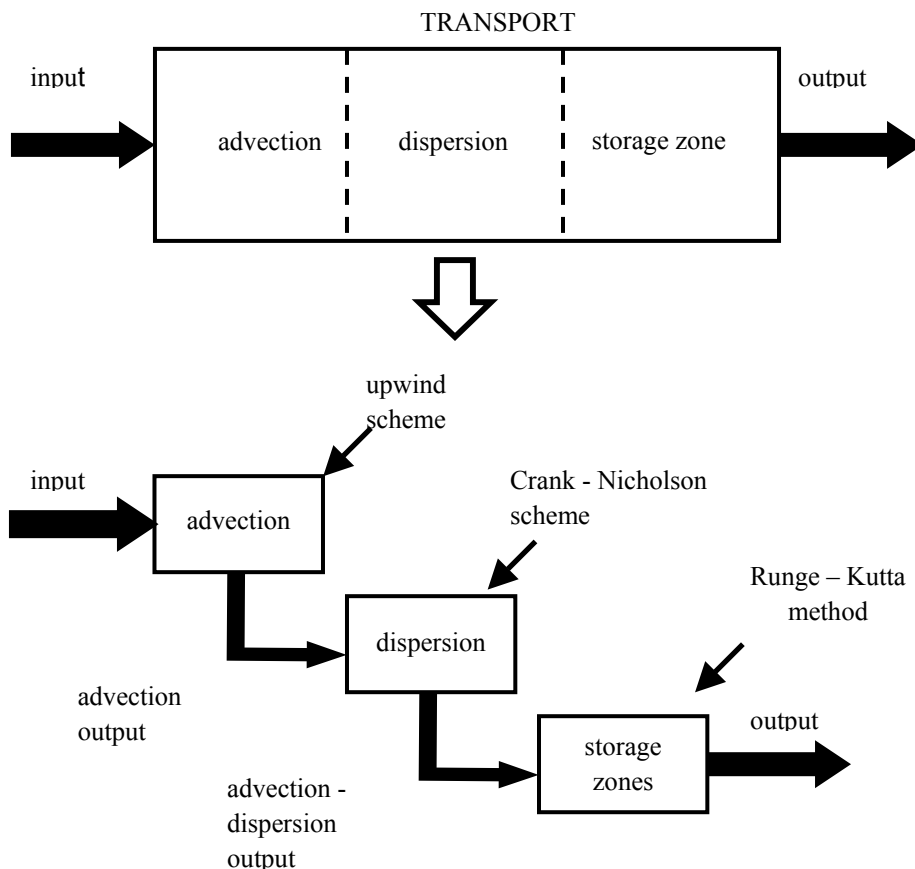 TRANSPORT
input
output
advection
dispersion
storage zone
upwind
scheme
input
advection
Crank - Nicholson
scheme
Runge – Kutta
method
dispersion
advection
output
output
storage
zones
advection -
dispersion
output